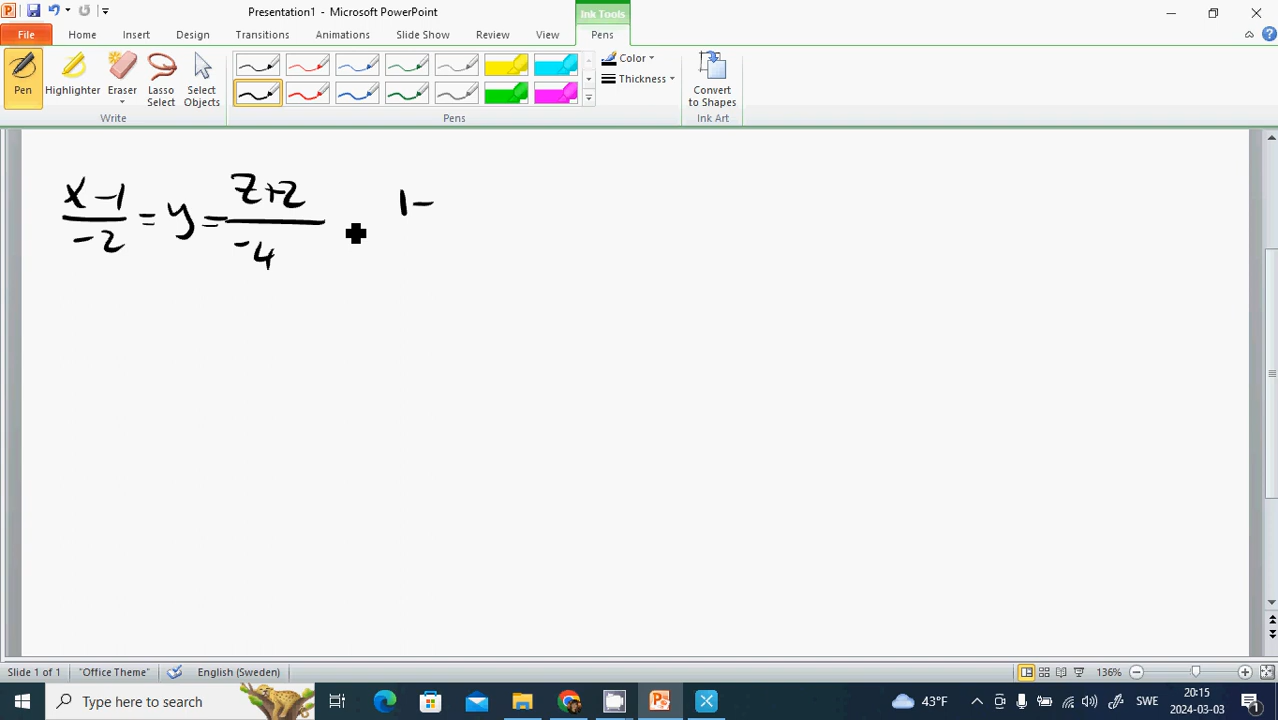 Presentation1 - Microsoft PowerPoint
Ink Tools
File Home Insert Design Transitions Animations Slide Show Review View Pens
Pen Highlighter Eraser Lasso Select Select Objects
Color
Thickness
Convert to Shapes
Write Pens Ink Art
x-1/-2 = y = z+2/-4 1-
Slide 1 of 1 "Office Theme" English (Sweden) 136%
Type here to search 43°F SWE 20:15 2024-03-03 1